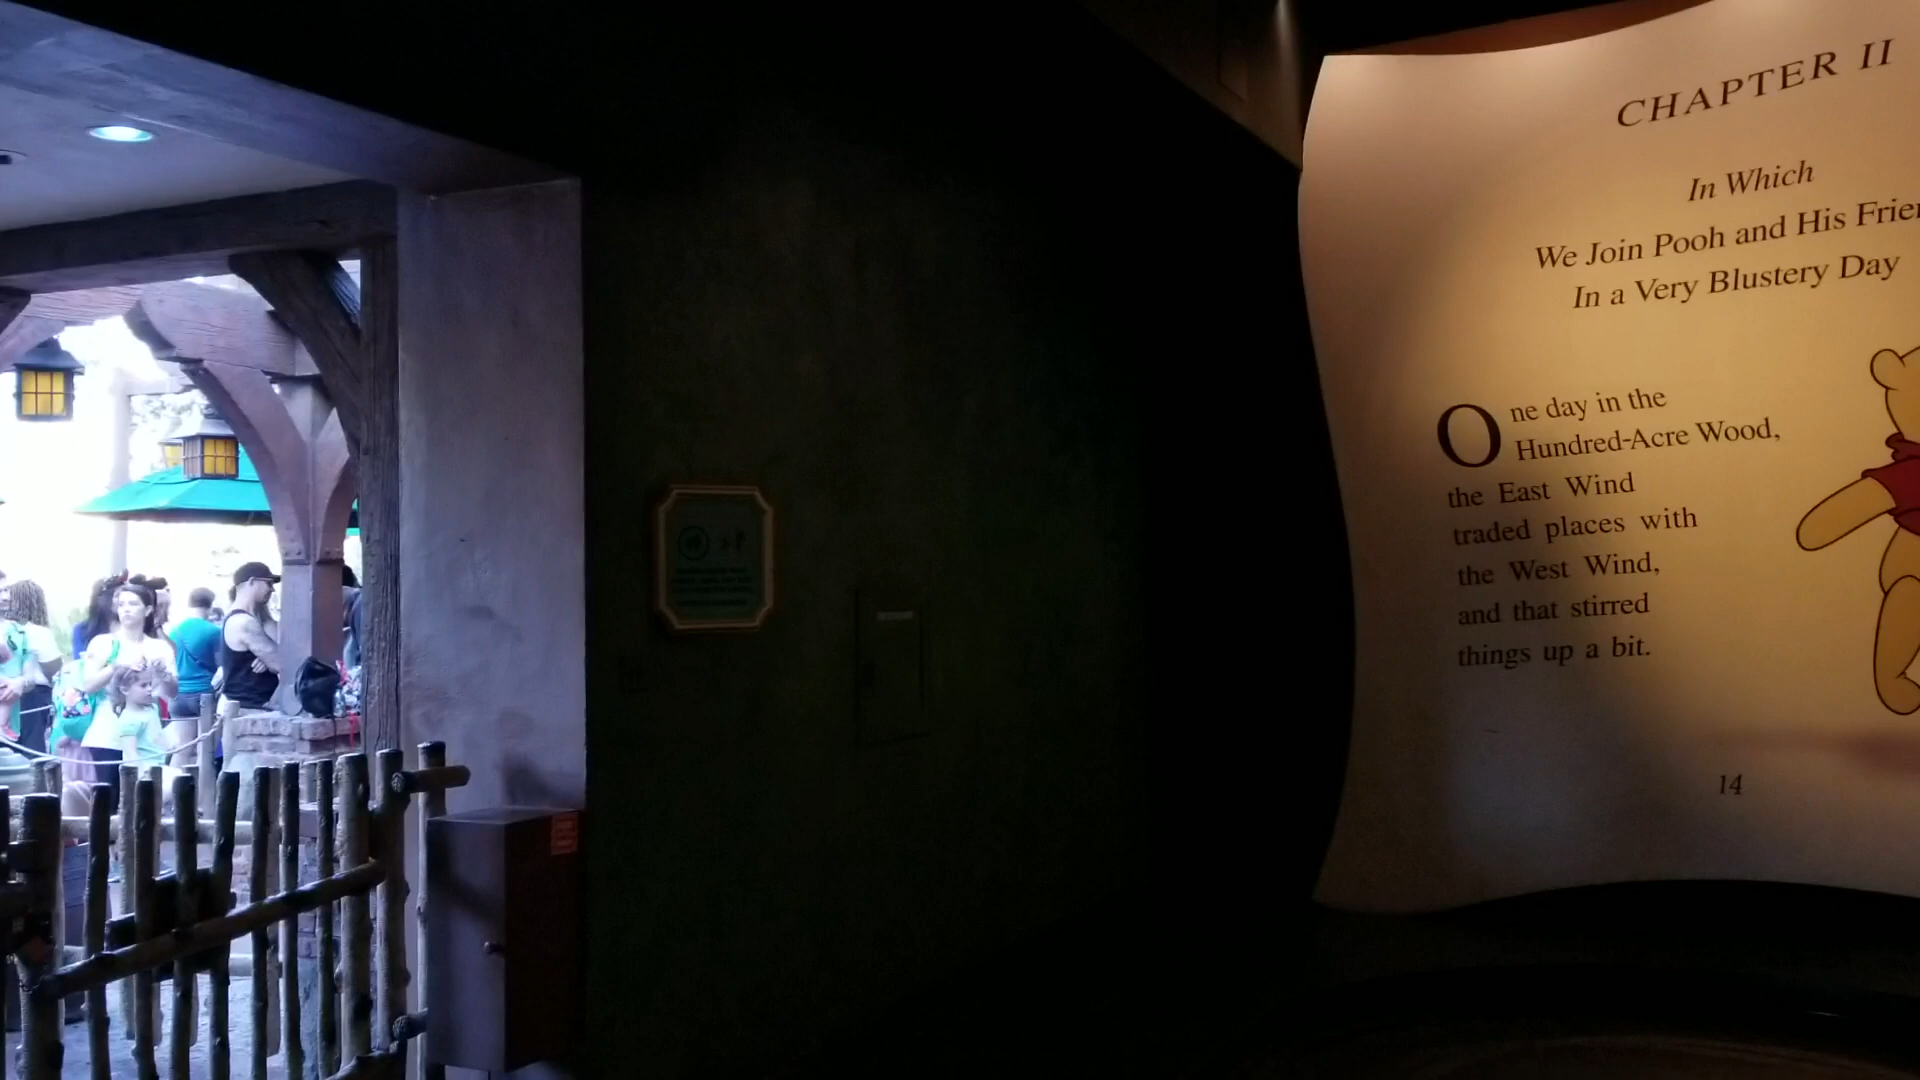 CHAPTER II
In Which
We Join Pooh and His Frien
In a Very Blustery Day
One day in the
Hundred-Acre Wood,
the East Wind
traded places with
the West Wind,
and that stirred
things up a bit.
14